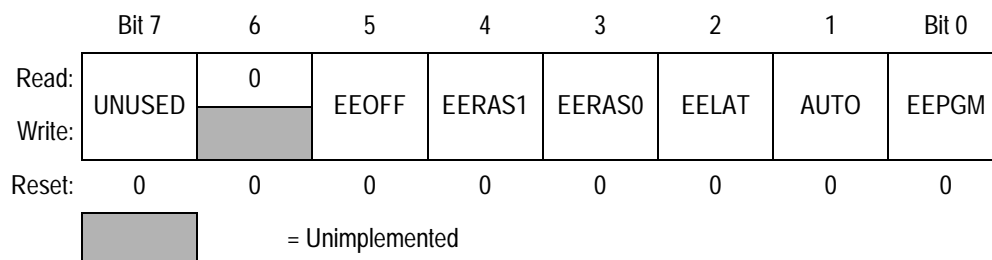 Bit 7 6 5 4 3 2 1 Bit 0
Read: 0
UNUSED EEOFF EERAS1 EERAS0 EELAT AUTO EEPGM
Write:
Reset: 0 0 0 0 0 0 0 0
= Unimplemented